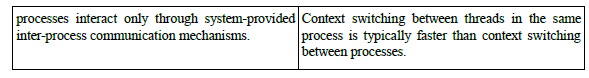 processes interact only through system-provided
inter-process communication mechanisms.
Context switching between threads in the same
process is typically faster than context switching
between processes.